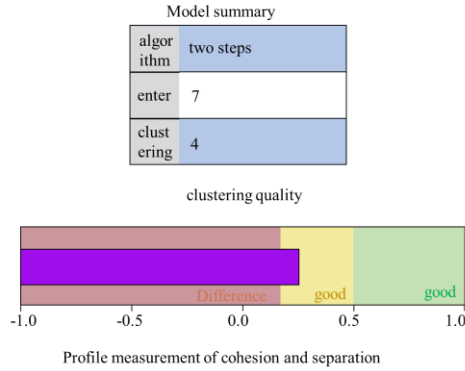 Model summary
algor
ithm
two steps
enter
7
clust
ering
4
clustering quality
Difference
good
good
-1.0
-0.5
0.0
0.5
1.0
Profile measurement of cohesion and separation